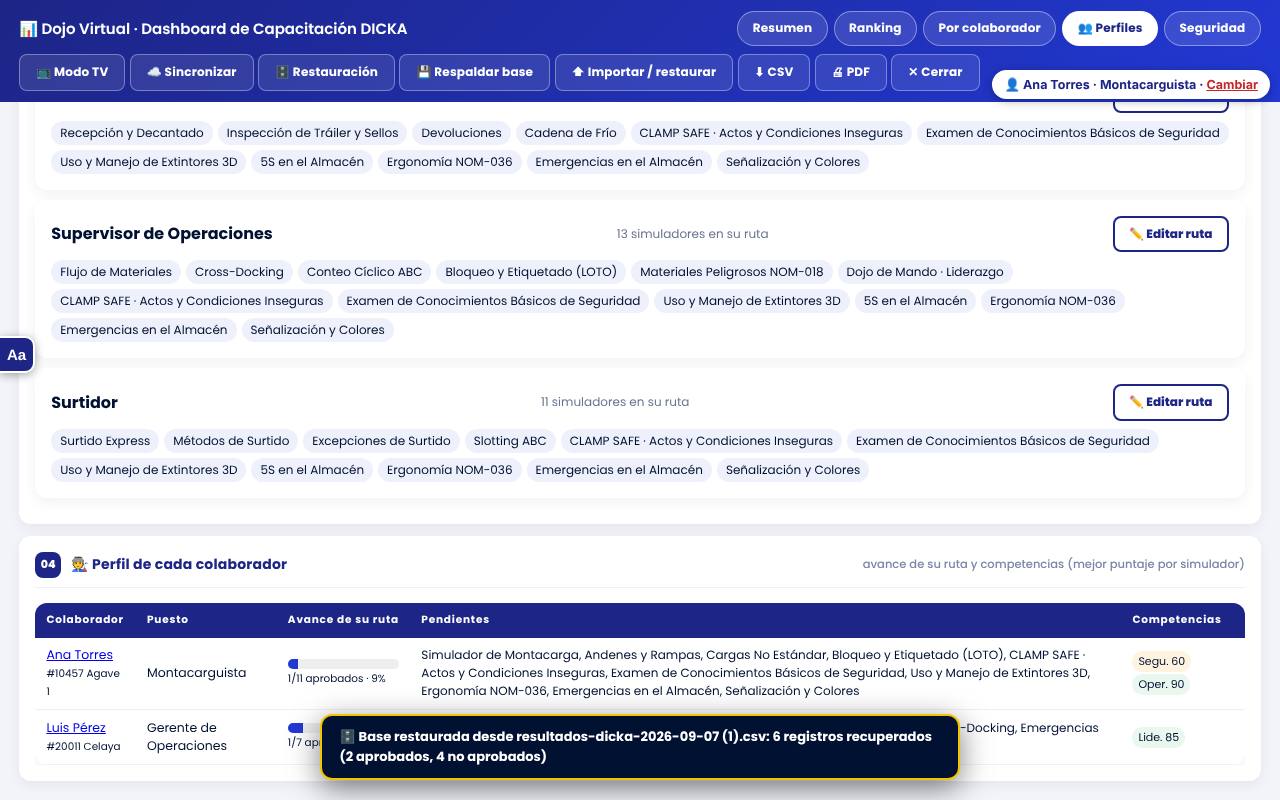 📊 Dojo Virtual · Dashboard de Capacitación DICKA
Resumen
Ranking
Por colaborador
👥 Perfiles
Seguridad
📺 Modo TV
☁️ Sincronizar
🗄️ Restauración
💾 Respaldar base
⬆ Importar / restaurar
⬇ CSV
🖨 PDF
✕ Cerrar
👤 Ana Torres · Montacarguista · Cambiar
Recepción y Decantado
Inspección de Tráiler y Sellos
Devoluciones
Cadena de Frío
CLAMP SAFE · Actos y Condiciones Inseguras
Examen de Conocimientos Básicos de Seguridad
Uso y Manejo de Extintores 3D
5S en el Almacén
Ergonomía NOM-036
Emergencias en el Almacén
Señalización y Colores
Supervisor de Operaciones
13 simuladores en su ruta
✏️ Editar ruta
Flujo de Materiales
Cross-Docking
Conteo Cíclico ABC
Bloqueo y Etiquetado (LOTO)
Materiales Peligrosos NOM-018
Dojo de Mando · Liderazgo
CLAMP SAFE · Actos y Condiciones Inseguras
Examen de Conocimientos Básicos de Seguridad
Uso y Manejo de Extintores 3D
5S en el Almacén
Ergonomía NOM-036
Emergencias en el Almacén
Señalización y Colores
Aa
Surtidor
11 simuladores en su ruta
✏️ Editar ruta
Surtido Express
Métodos de Surtido
Excepciones de Surtido
Slotting ABC
CLAMP SAFE · Actos y Condiciones Inseguras
Examen de Conocimientos Básicos de Seguridad
Uso y Manejo de Extintores 3D
5S en el Almacén
Ergonomía NOM-036
Emergencias en el Almacén
Señalización y Colores
04
🧑‍🏭 Perfil de cada colaborador
avance de su ruta y competencias (mejor puntaje por simulador)
Colaborador
Puesto
Avance de su ruta
Pendientes
Competencias
Ana Torres
#10457 Agave
1
Montacarguista
1/11 aprobados · 9%
Simulador de Montacarga, Andenes y Rampas, Cargas No Estándar, Bloqueo y Etiquetado (LOTO), CLAMP SAFE ·
Actos y Condiciones Inseguras, Examen de Conocimientos Básicos de Seguridad, Uso y Manejo de Extintores 3D,
Ergonomía NOM-036, Emergencias en el Almacén, Señalización y Colores
Segu. 60
Oper. 90
Luis Pérez
#20011 Celaya
Gerente de
Operaciones
1/7 apr
-Docking, Emergencias
Lide. 85
🗄️ Base restaurada desde resultados-dicka-2026-09-07 (1).csv: 6 registros recuperados
(2 aprobados, 4 no aprobados)